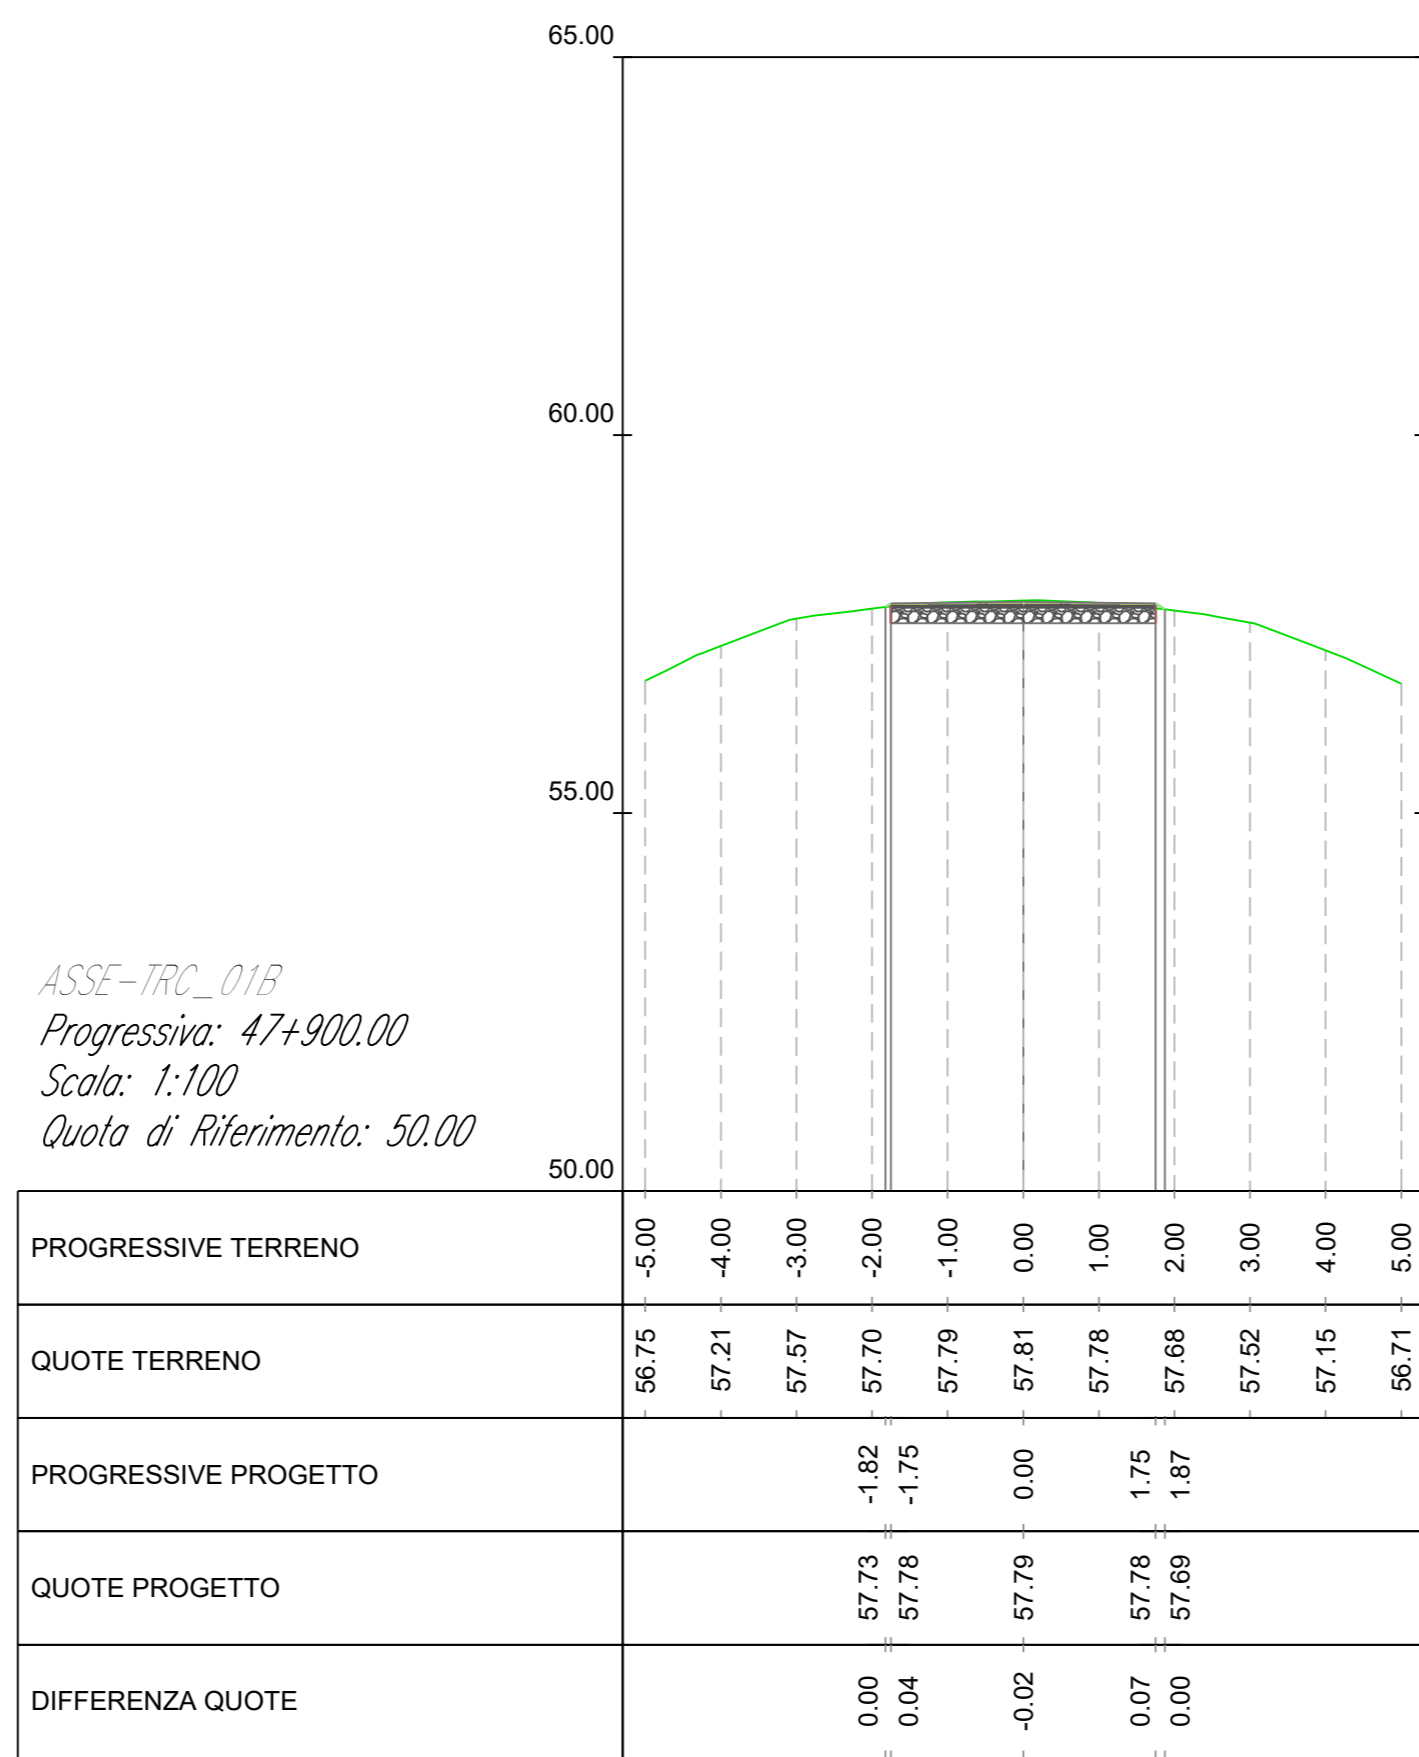 65.00
60.00
55.00
ASSE-TRC_01B
Progressiva: 47+900.00
Scala: 1:100
Quota di Riferimento: 50.00
50.00
PROGRESSIVE TERRENO -5.00 -4.00 -3.00 -2.00 -1.00 0.00 1.00 2.00 3.00 4.00 5.00
QUOTE TERRENO 56.75 57.21 57.57 57.70 57.79 57.81 57.78 57.68 57.52 57.15 56.71
PROGRESSIVE PROGETTO -1.82 -1.75 0.00 1.75 1.87
QUOTE PROGETTO 57.73 57.78 57.79 57.78 57.69
DIFFERENZA QUOTE 0.00 0.04 -0.02 0.07 0.00